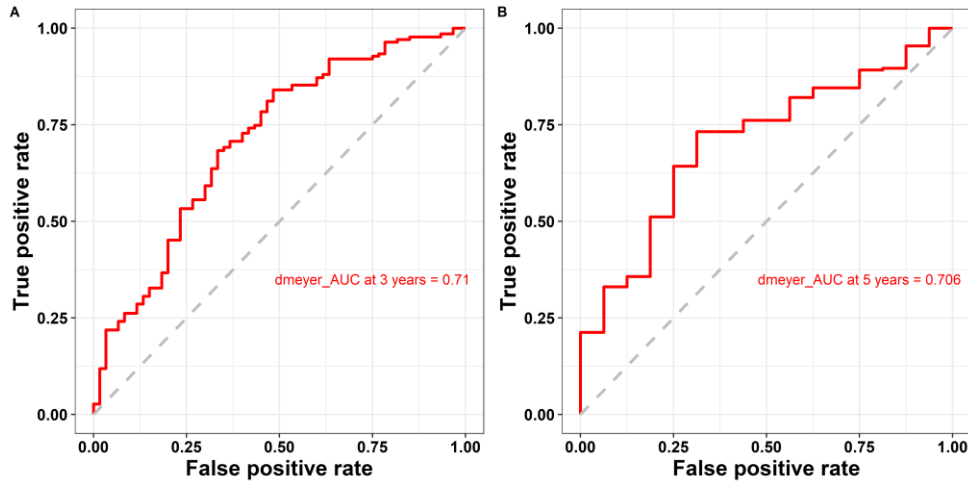 A
1.00
0.75
0.50
0.25
0.00
True positive rate
dmeyer_AUC at 3 years = 0.71
0.00 0.25 0.50 0.75 1.00
False positive rate
B
1.00
0.75
0.50
0.25
0.00
True positive rate
dmeyer_AUC at 5 years = 0.706
0.00 0.25 0.50 0.75 1.00
False positive rate